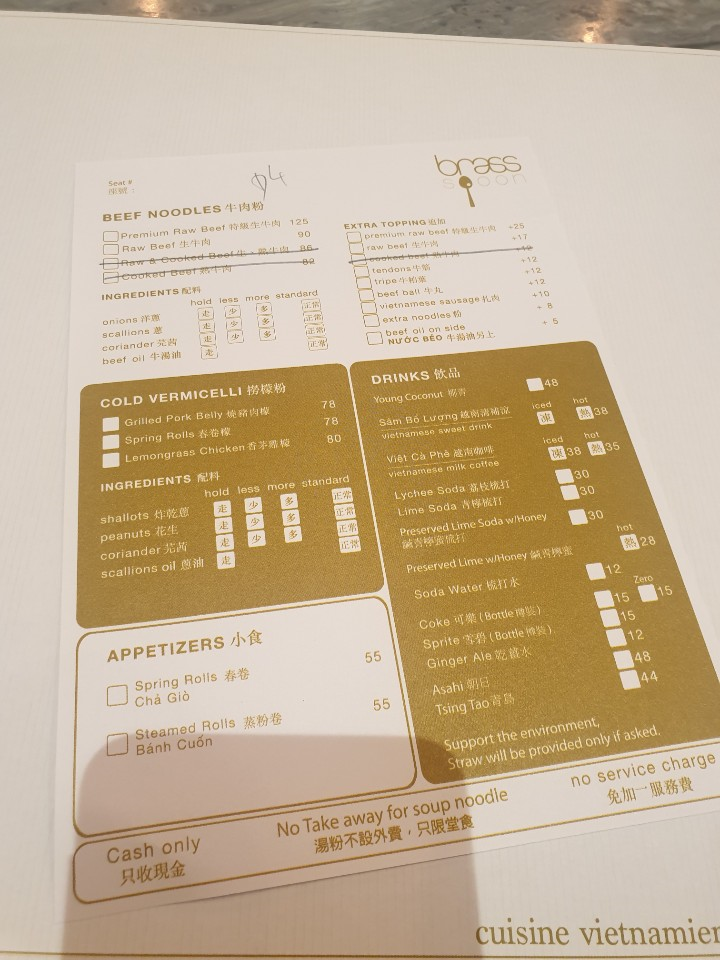 Seat #
座號 :
D4
brass
spoon
BEEF NOODLES 牛肉粉
Premium Raw Beef 特級生牛肉 125
Raw Beef 生牛肉 90
Raw & Cooked Beef 生、熟牛肉 86
Cooked Beef 熟牛肉 82
INGREDIENTS 配料
hold less more standard
onions 洋蔥 走 少 多 正常
scallions 蔥 走 少 多 正常
coriander 芫茜 走 少 多 正常
beef oil 牛湯油 走 正常
EXTRA TOPPING 追加
premium raw beef 特級生牛肉 +25
raw beef 生牛肉 +17
cooked beef 熟牛肉 +12
tendons 牛筋 +12
tripe 牛柏葉 +12
beef ball 牛丸 +12
vietnamese sausage 扎肉 +10
extra noodles 粉 + 8
beef oil on side + 5
NƯỚC BÉO 牛湯油另上
COLD VERMICELLI 撈檬粉
Grilled Pork Belly 燒豬肉檬 78
Spring Rolls 春卷檬 78
Lemongrass Chicken 香茅雞檬 80
INGREDIENTS 配料
hold less more standard
shallots 炸乾蔥 走 少 多 正常
peanuts 花生 走 少 多 正常
coriander 芫茜 走 少 多 正常
scallions oil 蔥油 走 正常
APPETIZERS 小食
Spring Rolls 春卷 55
Chả Giò
Steamed Rolls 蒸粉卷 55
Bánh Cuốn
DRINKS 飲品
Young Coconut 椰青 48
iced hot
Sâm Bổ Lượng 越南清補涼 凍 熱 38
vietnamese sweet drink
iced hot
Việt Cà Phê 越南咖啡 凍 38 熱 35
vietnamese milk coffee
Lychee Soda 荔枝梳打 30
Lime Soda 青檸梳打 30
Preserved Lime Soda w/Honey 30
鹹青檸蜜梳打
hot
Preserved Lime w/Honey 鹹青檸蜜 熱 28
Soda Water 梳打水 12
Zero
Coke 可樂 (Bottle 樽裝) 15 15
Sprite 雪碧 (Bottle 樽裝) 15
Ginger Ale 乾薑水 12
Asahi 朝日 48
Tsing Tao 青島 44
Support the environment,
Straw will be provided only if asked.
Cash only
只收現金
No Take away for soup noodle
湯粉不設外賣，只限堂食
no service charge
免加一服務費
cuisine vietnamien